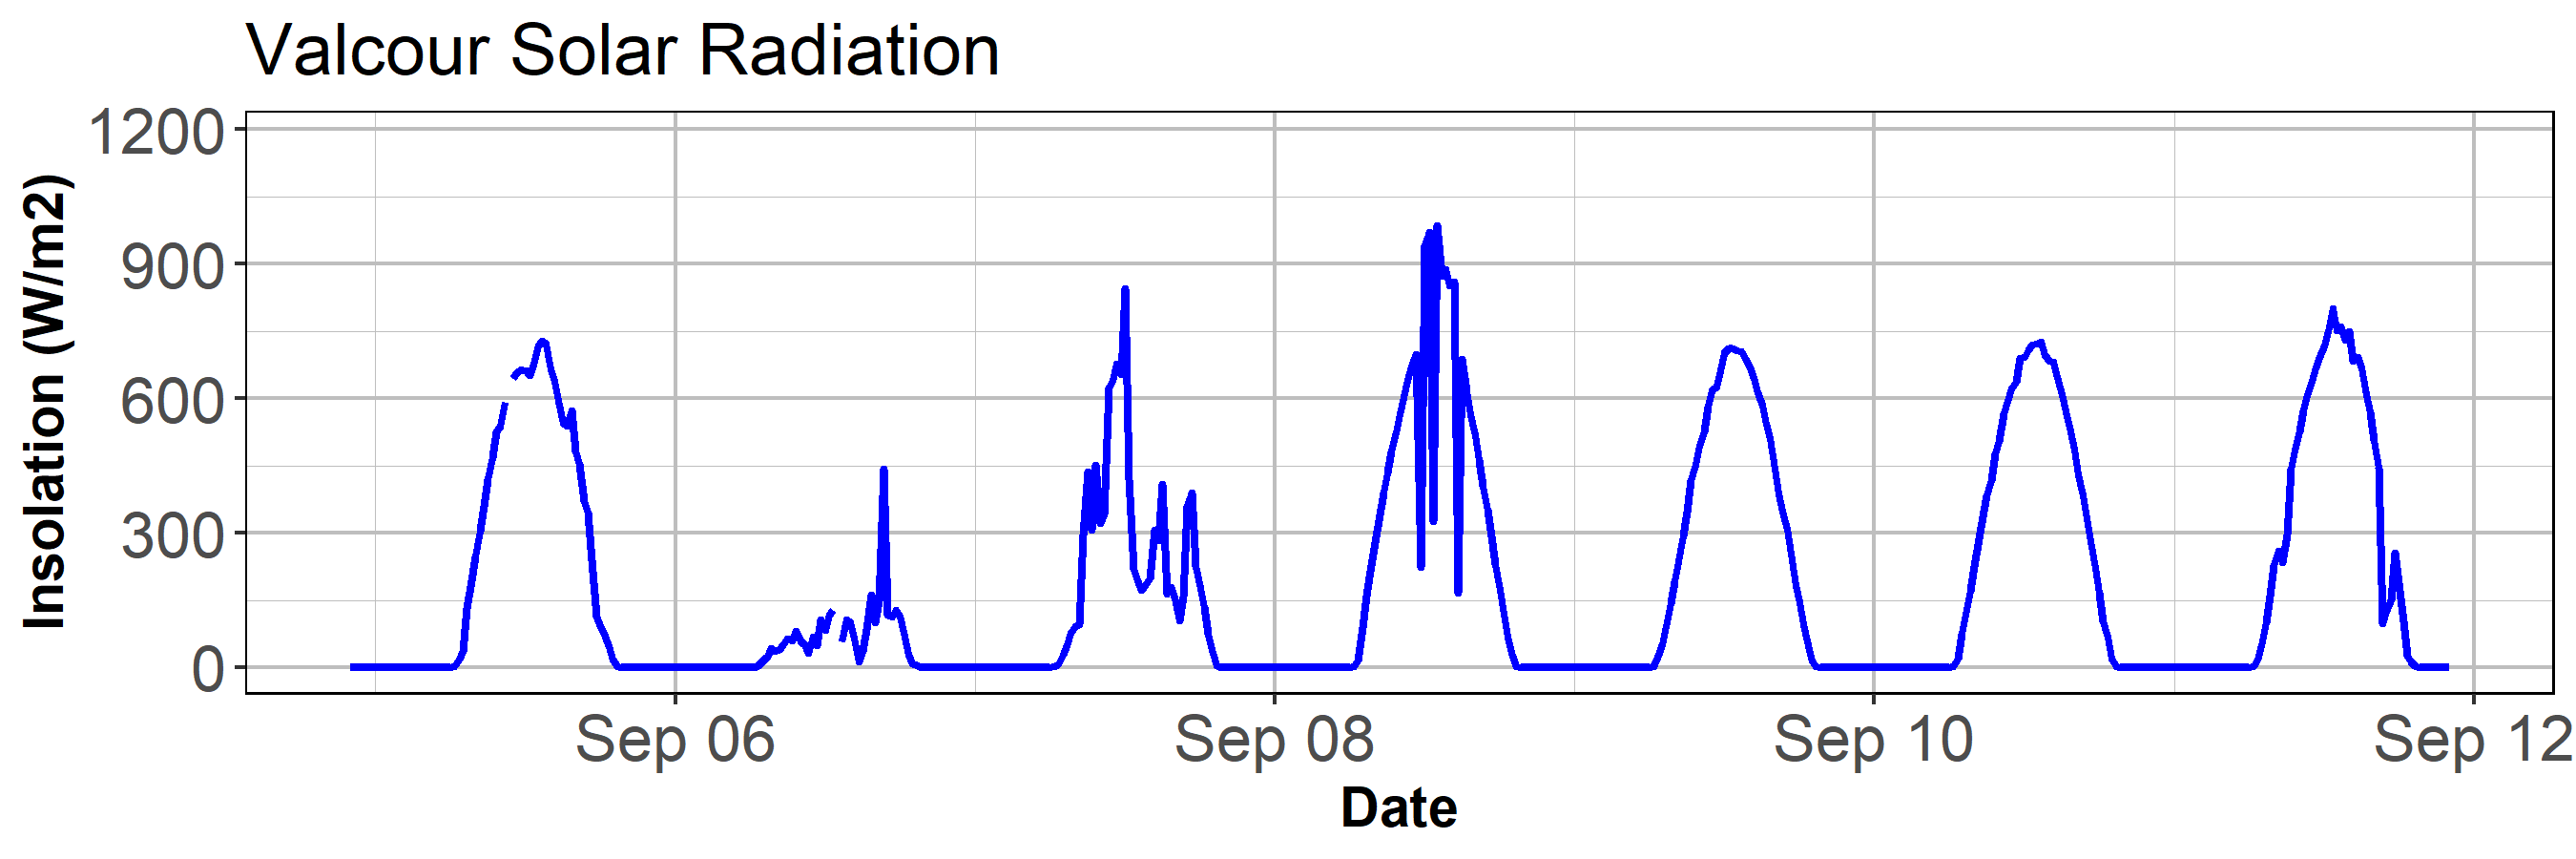 Valcour Solar Radiation
Insolation (W/m2)
1200
900
600
300
0
Sep 06 Sep 08 Sep 10 Sep 12
Date